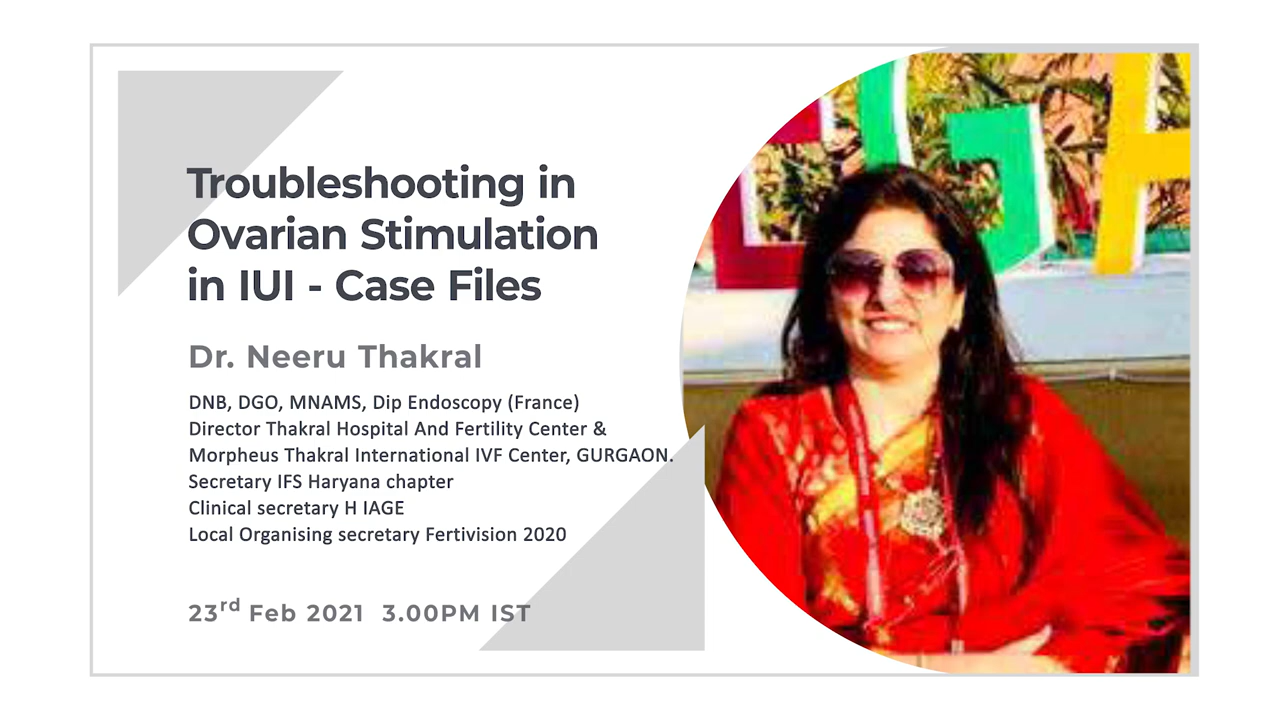 Troubleshooting in
Ovarian Stimulation
in IUI - Case Files
Dr. Neeru Thakral
DNB, DGO, MNAMS, Dip Endoscopy (France)
Director Thakral Hospital And Fertility Center &
Morpheus Thakral International IVF Center, GURGAON.
Secretary IFS Haryana chapter
Clinical secretary H IAGE
Local Organising secretary Fertivision 2020
23rd Feb 2021 3.00PM IST